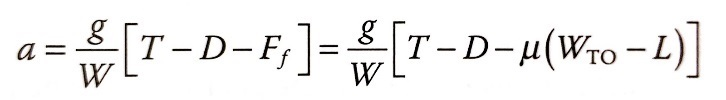 a = g/W [T − D − F_f] = g/W [T − D − μ(W_TO − L)]